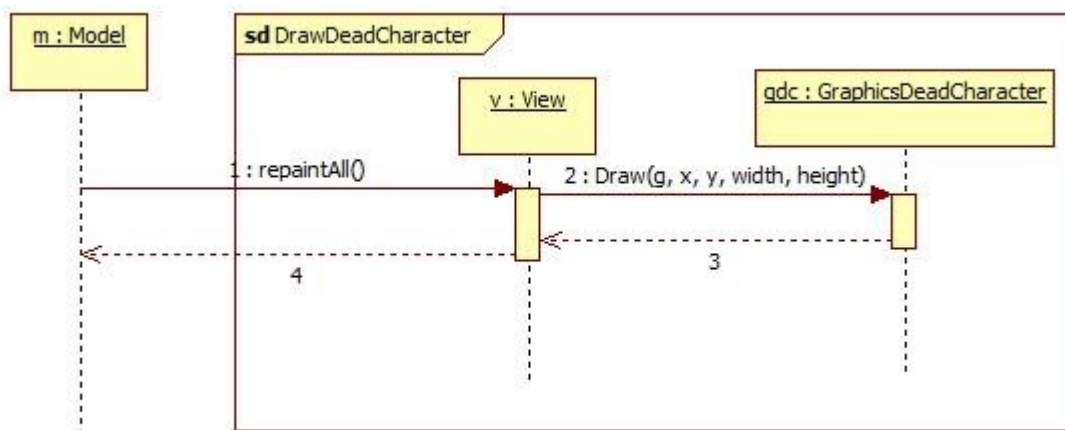 m : Model
sd DrawDeadCharacter
v : View
gdc : GraphicsDeadCharacter
1 : repaintAll()
2 : Draw(g, x, y, width, height)
3
4